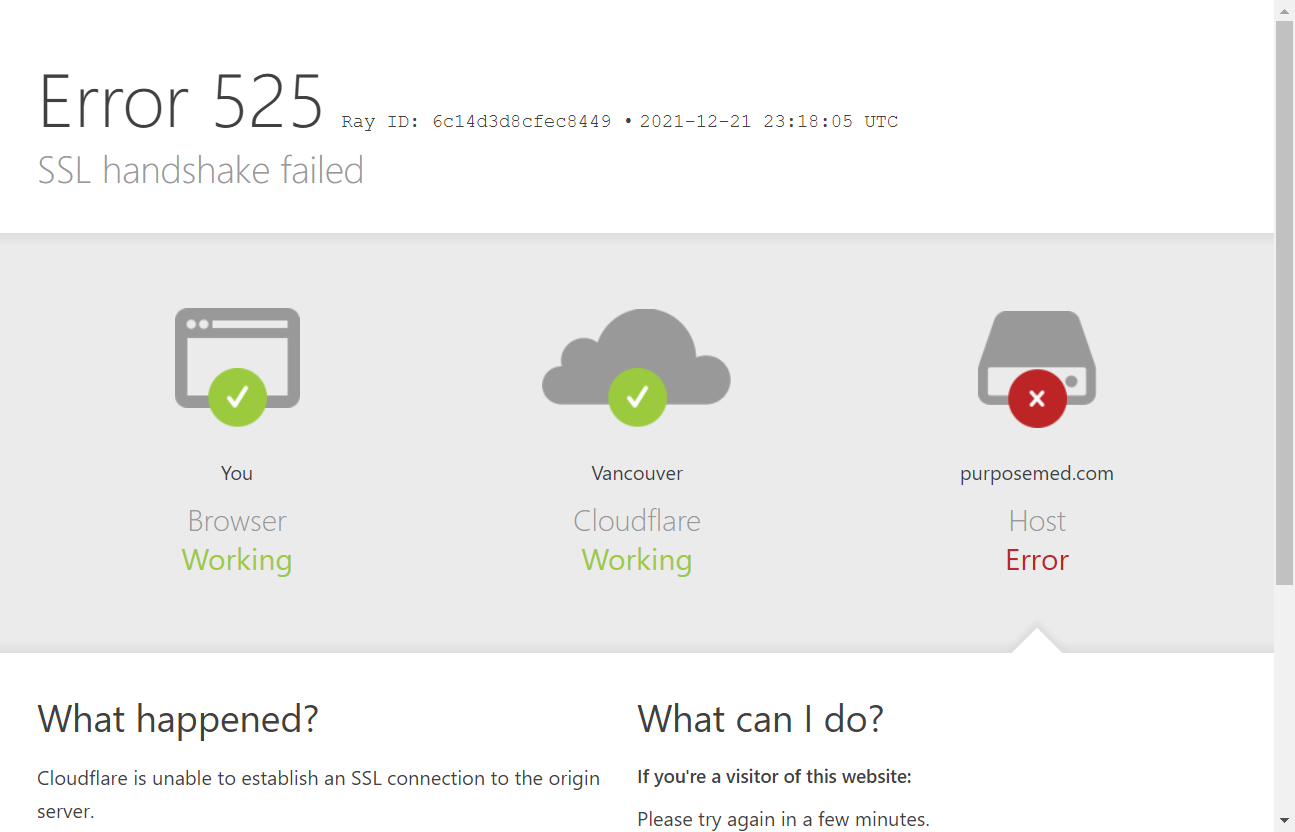 Error 525 Ray ID: 6c14d3d8cfec8449 • 2021-12-21 23:18:05 UTC
SSL handshake failed
You
Browser
Working
Vancouver
Cloudflare
Working
purposemed.com
Host
Error
What happened?
Cloudflare is unable to establish an SSL connection to the origin
server.
What can I do?
If you're a visitor of this website:
Please try again in a few minutes.